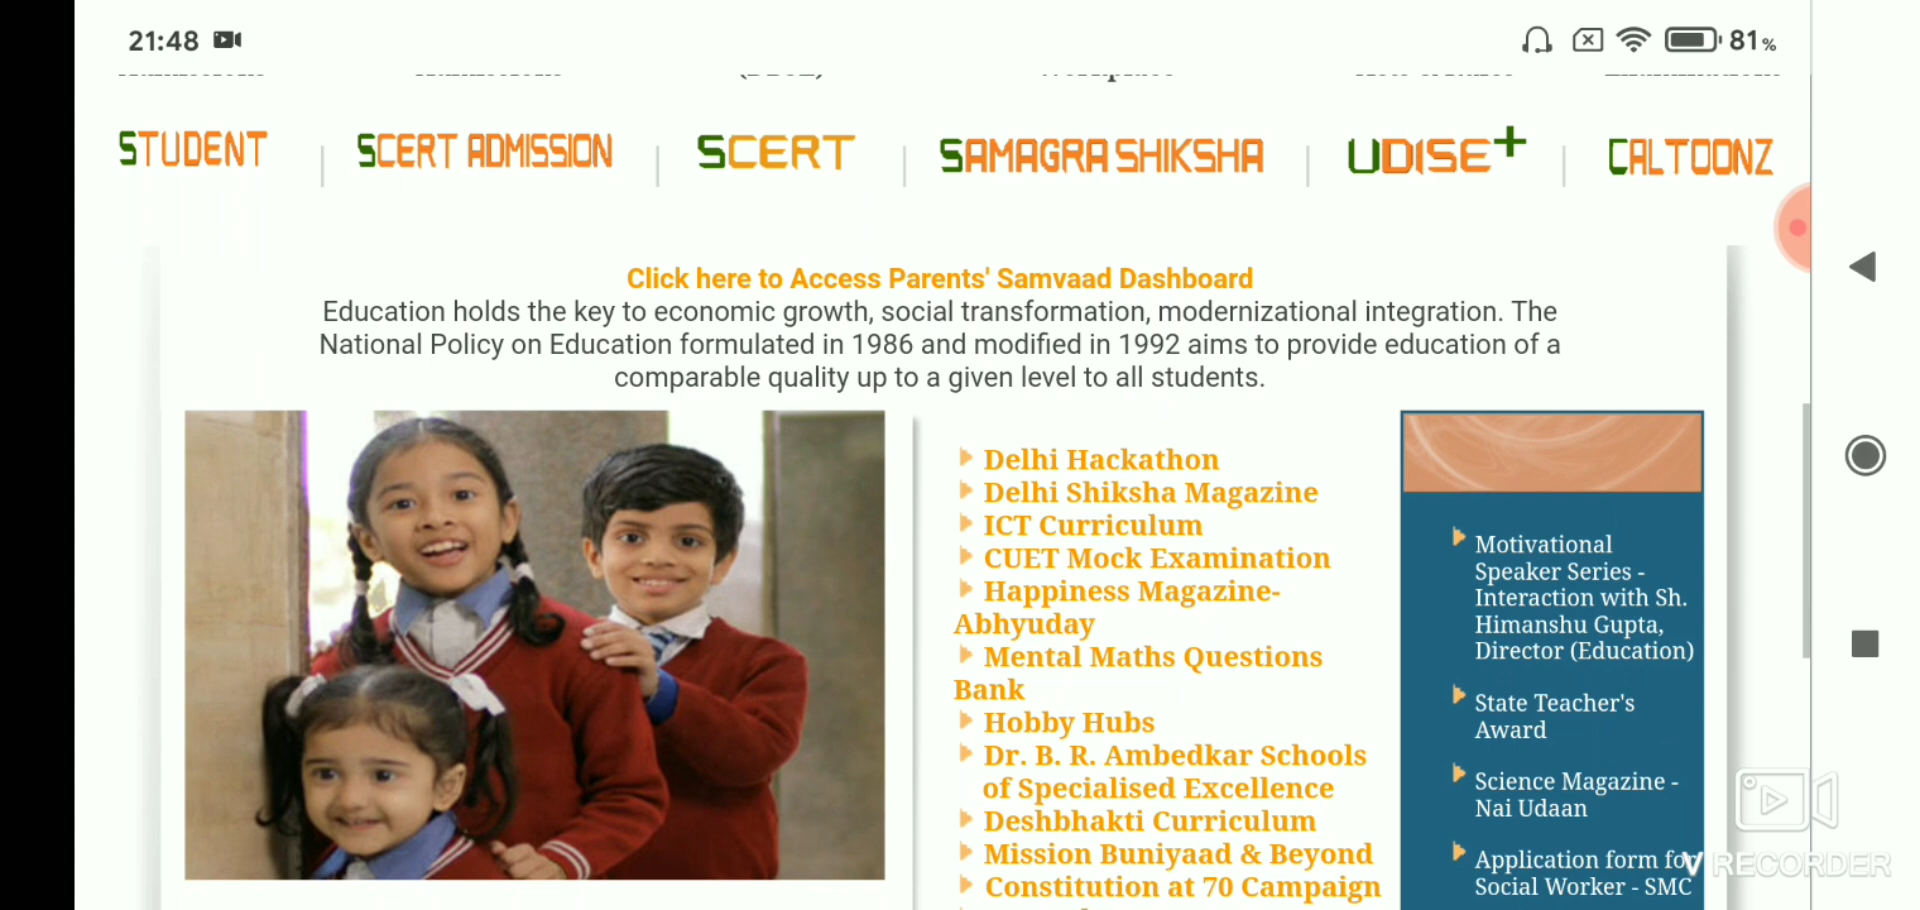 21:48
81%
STUDENT
SCERT ADMISSION
SCERT
SAMAGRA SHIKSHA
UDISE+
CALTOONZ
Click here to Access Parents' Samvaad Dashboard
Education holds the key to economic growth, social transformation, modernizational integration. The
National Policy on Education formulated in 1986 and modified in 1992 aims to provide education of a
comparable quality up to a given level to all students.
Delhi Hackathon
Delhi Shiksha Magazine
ICT Curriculum
CUET Mock Examination
Happiness Magazine-
Abhyuday
Mental Maths Questions
Bank
Hobby Hubs
Dr. B. R. Ambedkar Schools
of Specialised Excellence
Deshbhakti Curriculum
Mission Buniyaad & Beyond
Constitution at 70 Campaign
Motivational
Speaker Series -
Interaction with Sh.
Himanshu Gupta,
Director (Education)
State Teacher's
Award
Science Magazine -
Nai Udaan
Application form for
Social Worker - SMC
V RECORDER